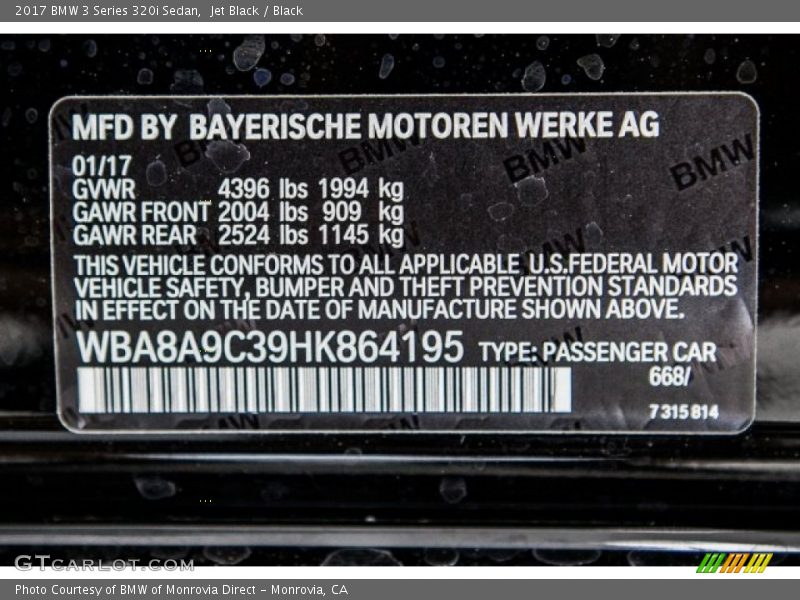 2017 BMW 3 Series 320i Sedan, Jet Black / Black
MFD BY BAYERISCHE MOTOREN WERKE AG
01/17
GVWR 4396 lbs 1994 kg
GAWR FRONT 2004 lbs 909 kg
GAWR REAR 2524 lbs 1145 kg
THIS VEHICLE CONFORMS TO ALL APPLICABLE U.S.FEDERAL MOTOR
VEHICLE SAFETY, BUMPER AND THEFT PREVENTION STANDARDS
IN EFFECT ON THE DATE OF MANUFACTURE SHOWN ABOVE.
WBA8A9C39HK864195 TYPE: PASSENGER CAR
668/
7 315 814
BMW BMW BMW BMW
GTCARLOT.COM
Photo Courtesy of BMW of Monrovia Direct - Monrovia, CA